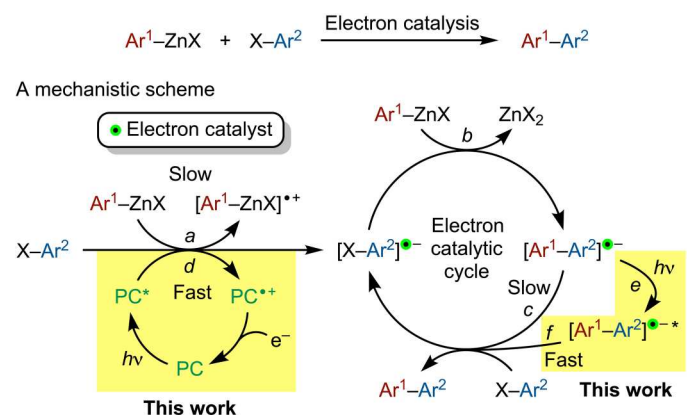 Electron catalysis
Ar¹–ZnX + X–Ar² Ar¹–Ar²
A mechanistic scheme
Electron catalyst
Slow
Ar¹–ZnX [Ar¹–ZnX]•+
a
X–Ar²
d
Fast
PC* PC•+
hν e−
PC
This work
Ar¹–ZnX ZnX₂
b
Electron
catalytic
cycle
[X–Ar²]•− [Ar¹–Ar²]•−
Slow
c
hν
e
[Ar¹–Ar²]•−*
f
Fast
Ar¹–Ar² X–Ar²
This work